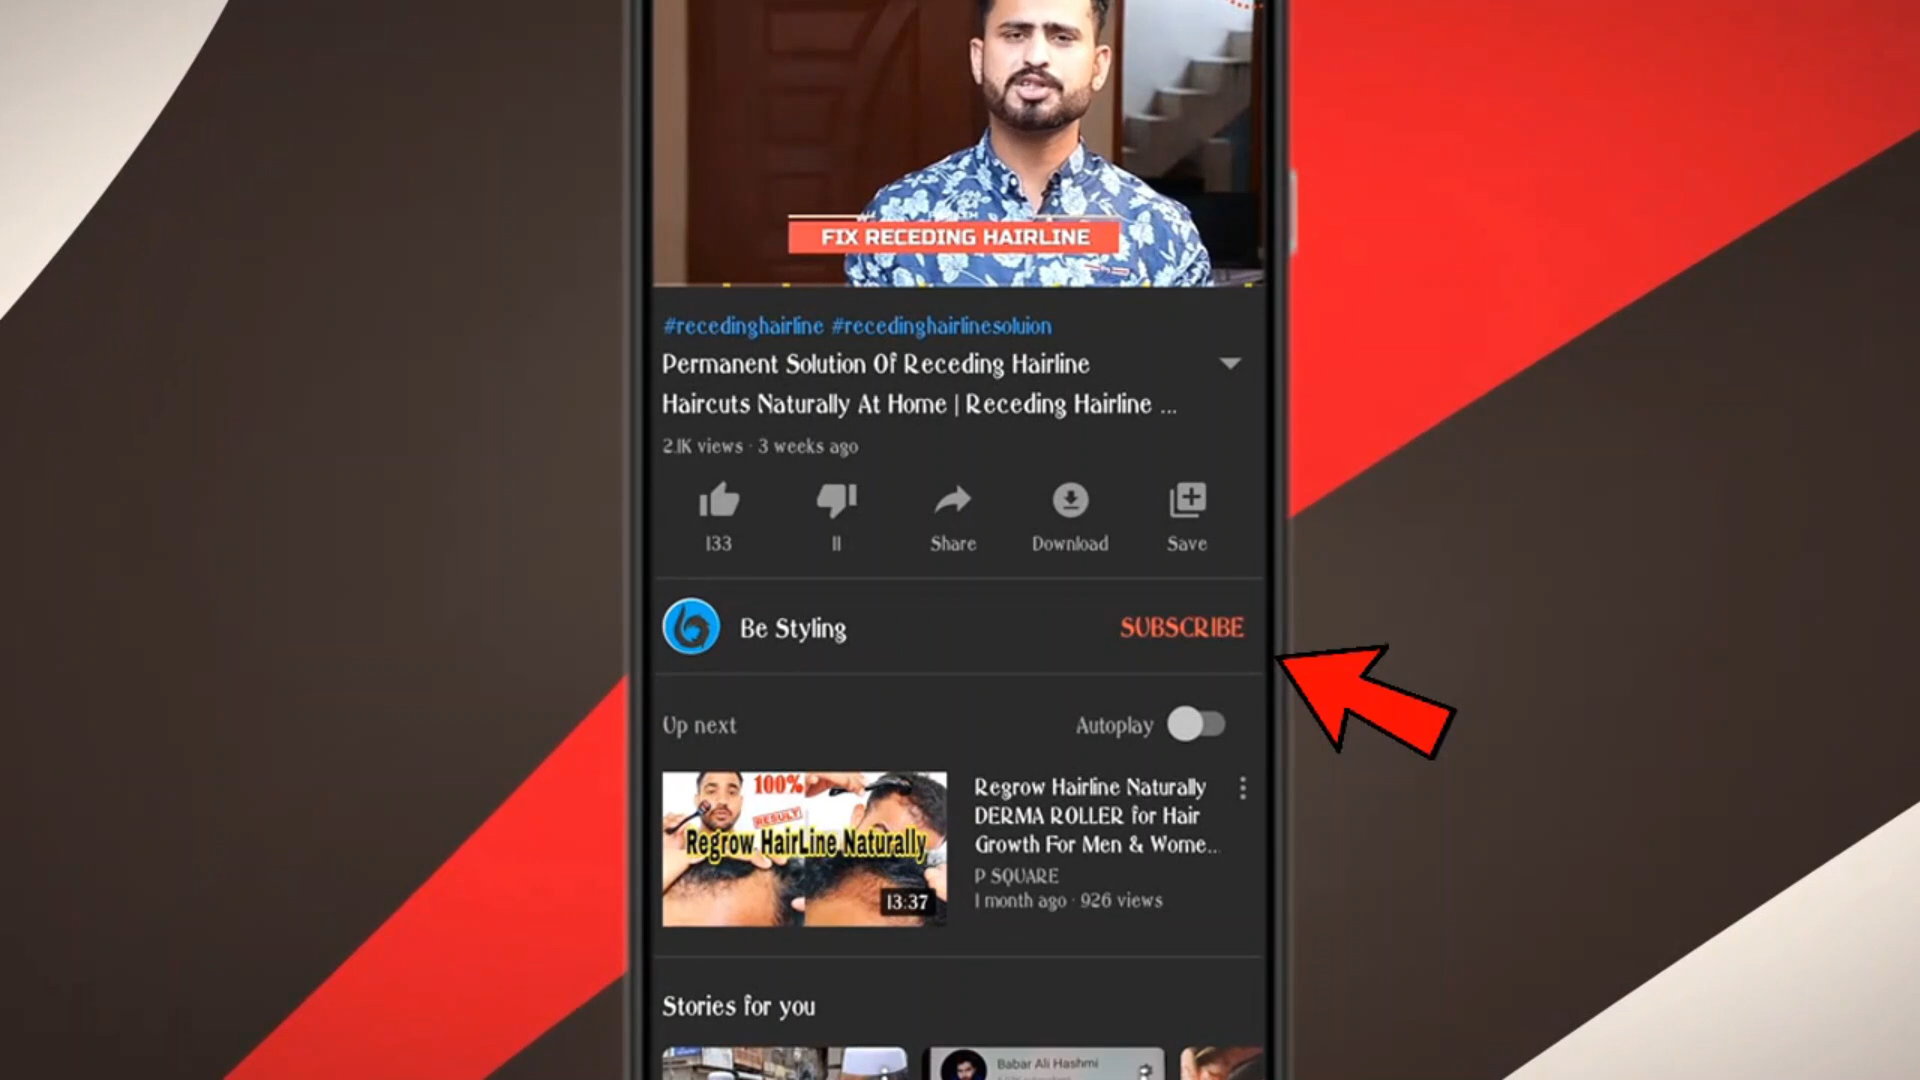 FIX RECEDING HAIRLINE
#recedinghairline #recedinghairlinesoluion
Permanent Solution Of Receding Hairline
Haircuts Naturally At Home | Receding Hairline ...
2.1K views · 3 weeks ago
133
11
Share
Download
Save
Be Styling
SUBSCRIBE
Up next
Autoplay
100%
RESULT
Regrow HairLine Naturally
13:37
Regrow Hairline Naturally
DERMA ROLLER for Hair
Growth For Men & Wome...
P SQUARE
1 month ago · 926 views
Stories for you
Babar Ali Hashmi